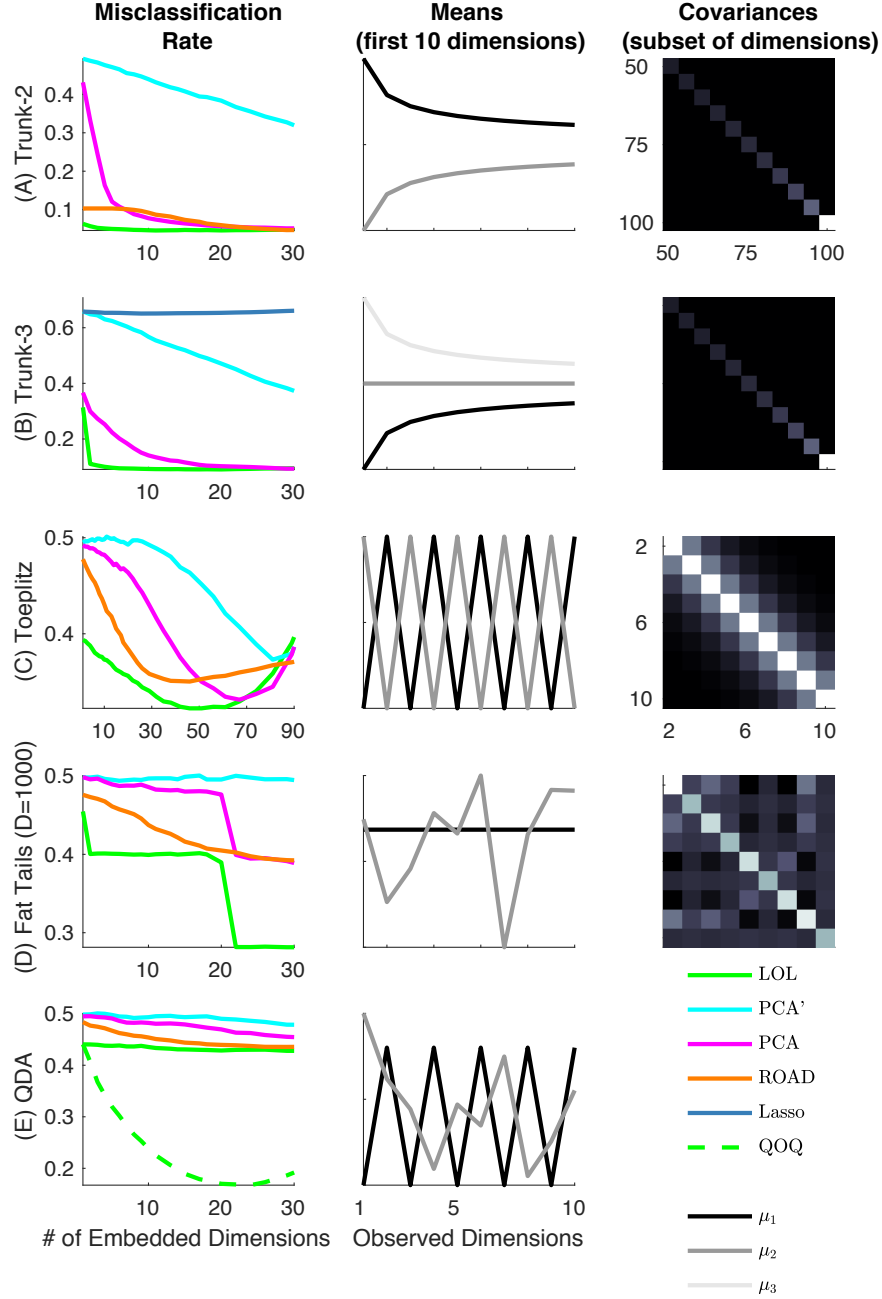 Misclassification Rate
Means (first 10 dimensions)
Covariances (subset of dimensions)
(A) Trunk-2
0.4
0.3
0.2
0.1
10 20 30
50
75
100
50 75 100
(B) Trunk-3
0.6
0.4
0.2
10 20 30
(C) Toeplitz
0.5
0.4
10 30 50 70 90
2
6
10
2 6 10
(D) Fat Tails (D=1000)
0.5
0.4
0.3
10 20 30
(E) QDA
0.5
0.4
0.3
0.2
10 20 30
# of Embedded Dimensions
1 5 10
Observed Dimensions
LOL
PCA'
PCA
ROAD
Lasso
QOQ
μ₁
μ₂
μ₃